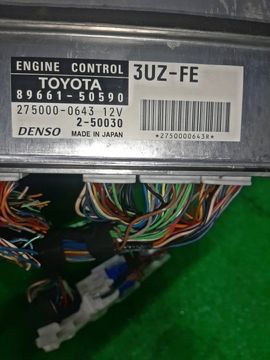 ENGINE CONTROL 3UZ-FE
TOYOTA
89661-50590
275000-0643 12V
2-50030
DENSO MADE IN JAPAN
*2750000643R*